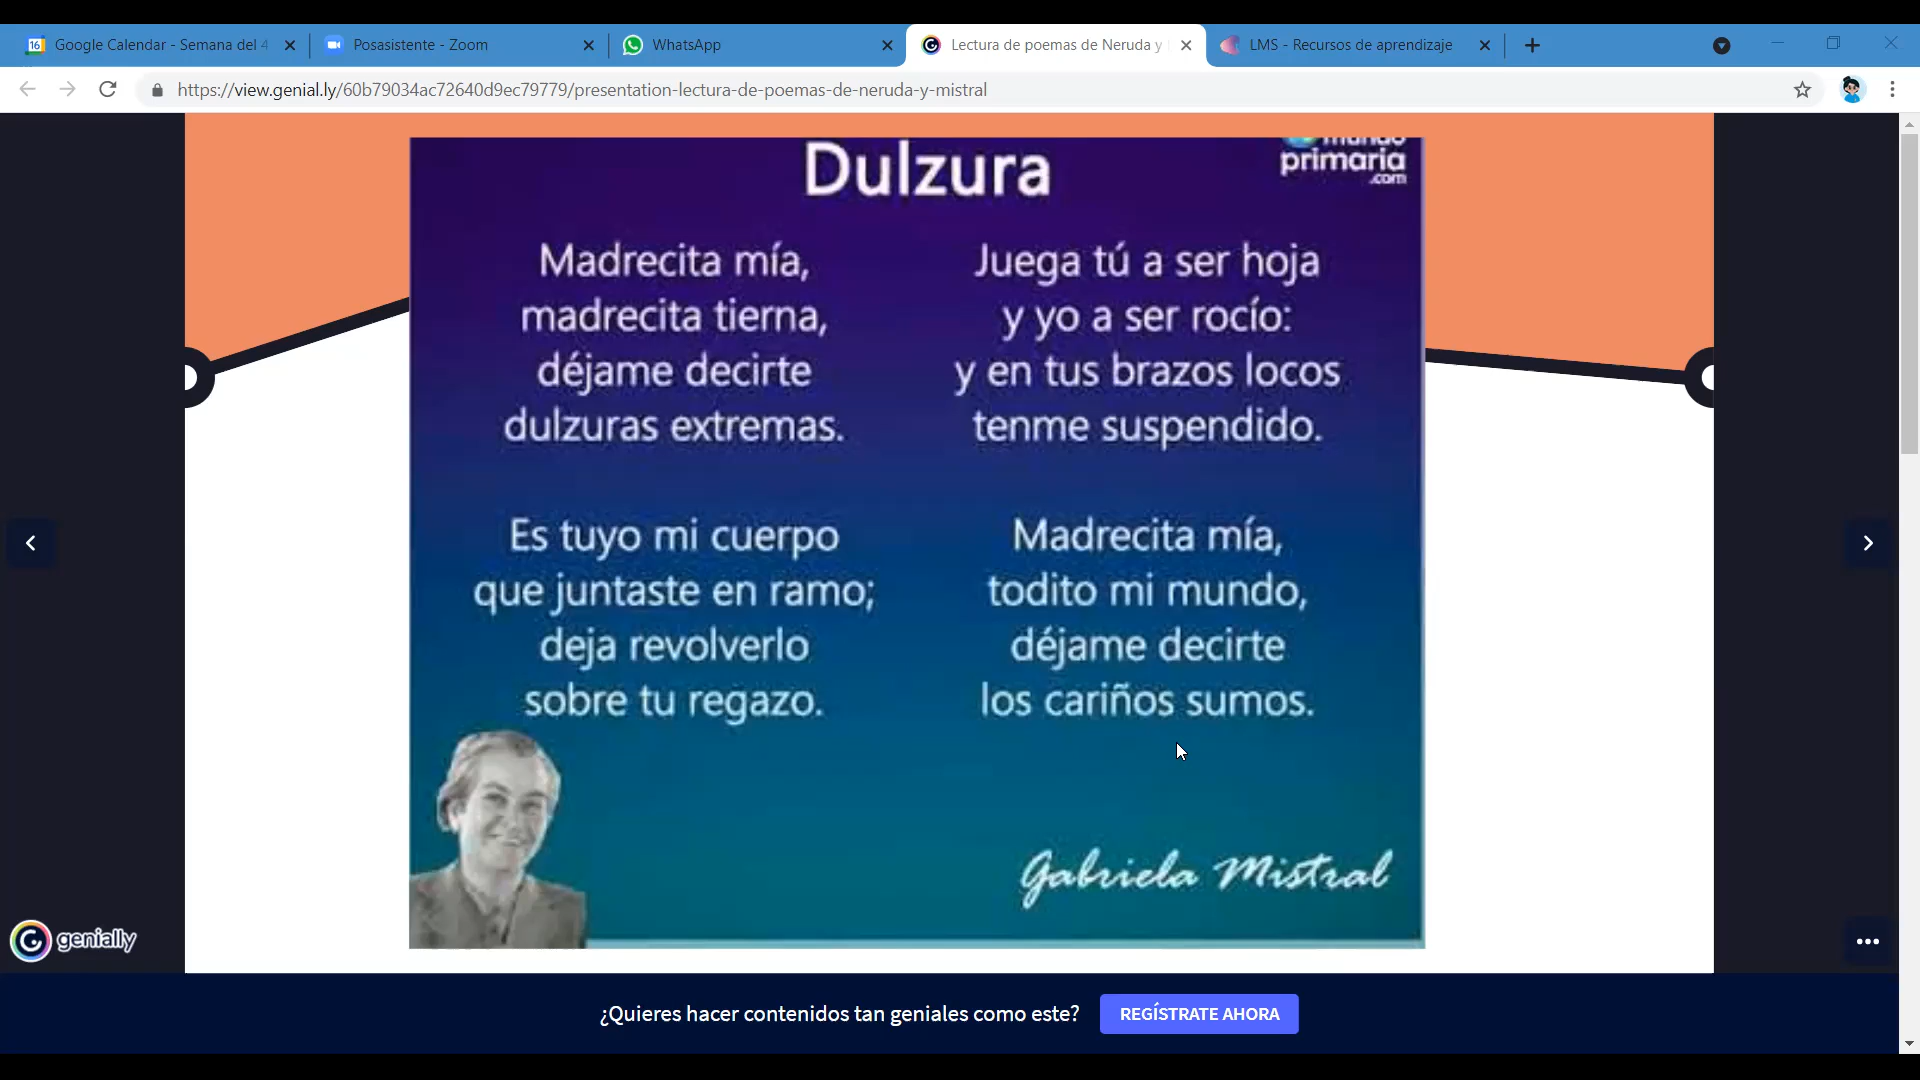 Google Calendar - Semana del 4
Posasistente - Zoom
WhatsApp
Lectura de poemas de Neruda y
LMS - Recursos de aprendizaje
https://view.genial.ly/60b79034ac72640d9ec79779/presentation-lectura-de-poemas-de-neruda-y-mistral
Dulzura
mundo
primaria
.com
Madrecita mía,
madrecita tierna,
déjame decirte
dulzuras extremas.
Es tuyo mi cuerpo
que juntaste en ramo;
deja revolverlo
sobre tu regazo.
Juega tú a ser hoja
y yo a ser rocío:
y en tus brazos locos
tenme suspendido.
Madrecita mía,
todito mi mundo,
déjame decirte
los cariños sumos.
Gabriela Mistral
genially
¿Quieres hacer contenidos tan geniales como este?
REGÍSTRATE AHORA